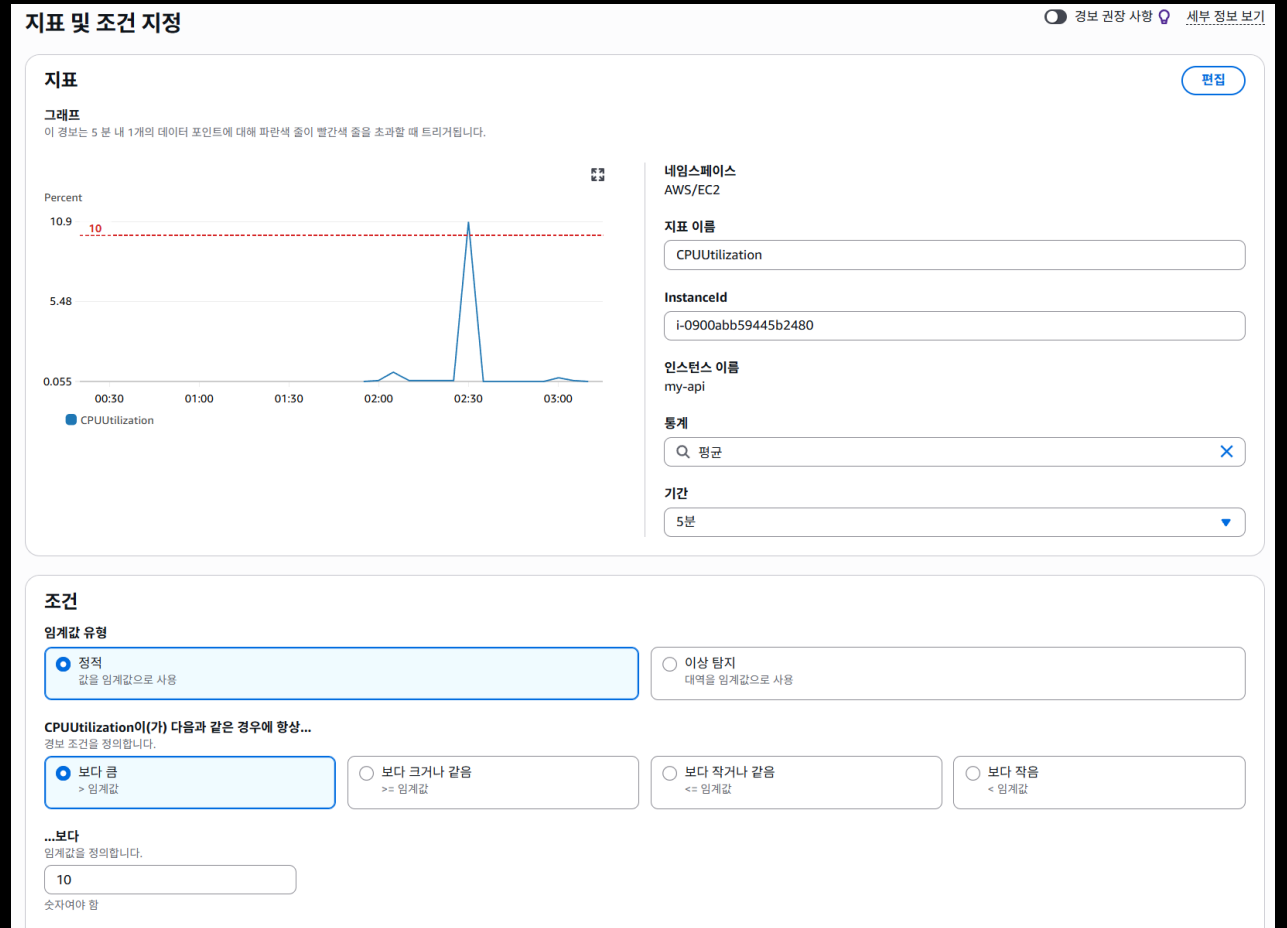 지표 및 조건 지정
경보 권장 사항
세부 정보 보기
지표
편집
그래프
이 경보는 5 분 내 1개의 데이터 포인트에 대해 파란색 줄이 빨간색 줄을 초과할 때 트리거됩니다.
Percent
10.9
10
5.48
0.055
00:30
01:00
01:30
02:00
02:30
03:00
CPUUtilization
네임스페이스
AWS/EC2
지표 이름
CPUUtilization
InstanceId
i-0900abb59445b2480
인스턴스 이름
my-api
통계
평균
기간
5분
조건
임계값 유형
정적
값을 임계값으로 사용
이상 탐지
대역을 임계값으로 사용
CPUUtilization이(가) 다음과 같은 경우에 항상...
경보 조건을 정의합니다.
보다 큼
> 임계값
보다 크거나 같음
>= 임계값
보다 작거나 같음
<= 임계값
보다 작음
< 임계값
...보다
임계값을 정의합니다.
10
숫자여야 함